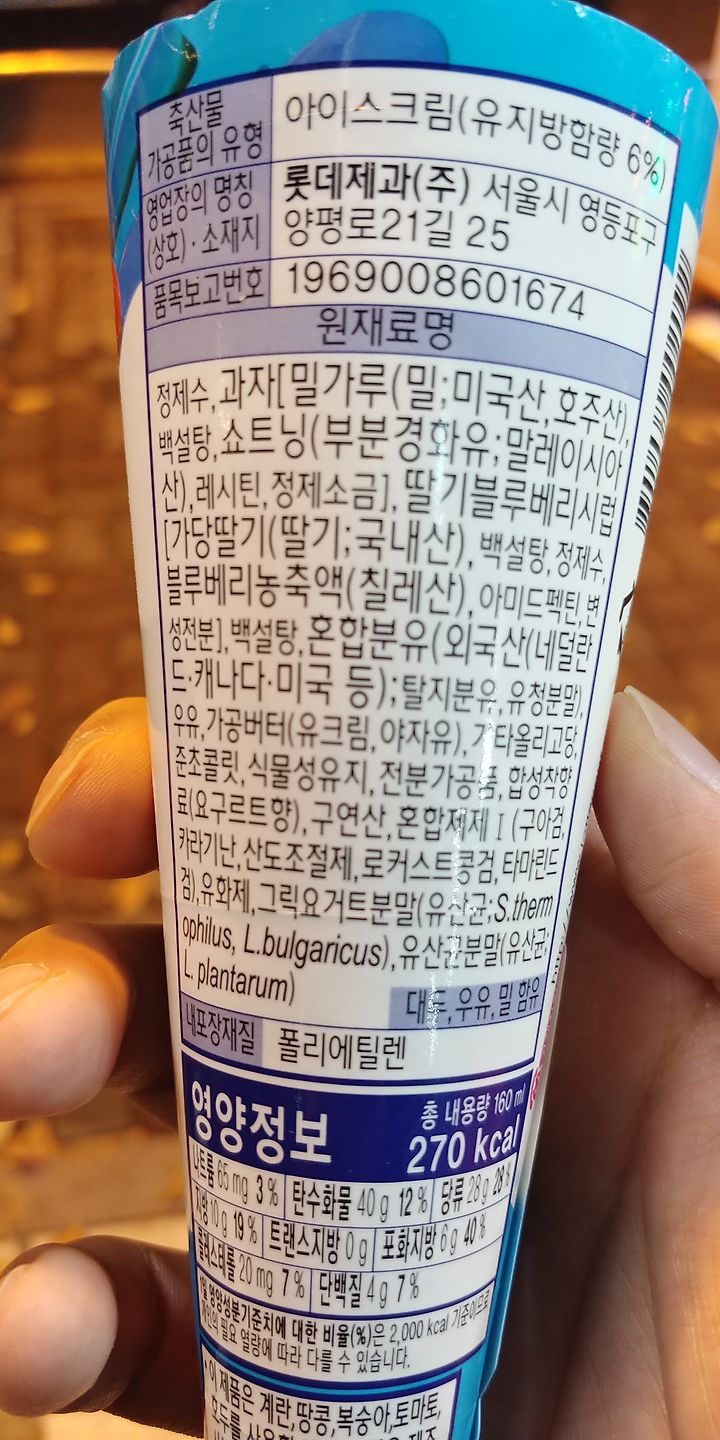 축산물
가공품의 유형
아이스크림(유지방함량 6%)
영업장의 명칭
(상호)·소재지
롯데제과(주) 서울시 영등포구
양평로21길 25
품목보고번호
1969008601674
원재료명
정제수, 과자[밀가루(밀;미국산, 호주산),
백설탕, 쇼트닝(부분경화유;말레이시아
산),레시틴,정제소금], 딸기블루베리시럽
[가당딸기(딸기;국내산), 백설탕, 정제수,
블루베리농축액(칠레산), 아미드펙틴, 변
성전분], 백설탕, 혼합분유(외국산(네덜란
드·캐나다·미국 등);탈지분유, 유청분말),
우유,가공버터(유크림, 야자유), 기타올리고당,
준초콜릿,식물성유지, 전분가공품, 합성착향
료(요구르트향),구연산, 혼합제제Ⅰ(구아검,
카라기난,산도조절제,로커스트콩검,타마린드
검),유화제,그릭요거트분말(유산균;S.therm
ophilus, L.bulgaricus),유산균분말(유산균;
L. plantarum)
대두,우유,밀 함유
내포장재질
폴리에틸렌
영양정보
총 내용량 160 ml
270 kcal
나트륨 65 mg 3 % 탄수화물 40 g 12 % 당류 28 g 28 %
지방 10 g 19 % 트랜스지방 0 g 포화지방 6 g 40 %
콜레스테롤 20 mg 7 % 단백질 4 g 7 %
1일 영양성분기준치에 대한 비율(%)은 2,000 kcal 기준이므로
개인의 필요 열량에 따라 다를 수 있습니다.
이 제품은 계란,땅콩,복숭아,토마토,